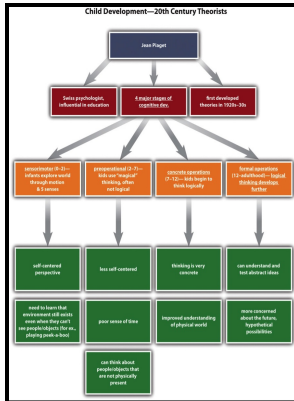 Child Development—20th Century Theorists
Jean Piaget
Swiss psychologist,
influential in education
4 major stages of
cognitive dev.
first developed
theories in 1920s–30s
sensorimotor (0–2)—
infants explore world
through motion
& 5 senses
preoperational (2–7)—
kids use "magical"
thinking, often
not logical
concrete operations
(7–12)—kids begin to
think logically
formal operations
(12-adulthood)—logical
thinking develops
further
self-centered
perspective
less self-centered
thinking is very
concrete
can understand and
test abstract ideas
need to learn that
environment still exists
even when they can't
see people/objects (for ex.,
playing peek-a-boo)
poor sense of time
improved understanding
of physical world
more concerned
about the future,
hypothetical
possibilities
can think about
people/objects that
are not physically
present